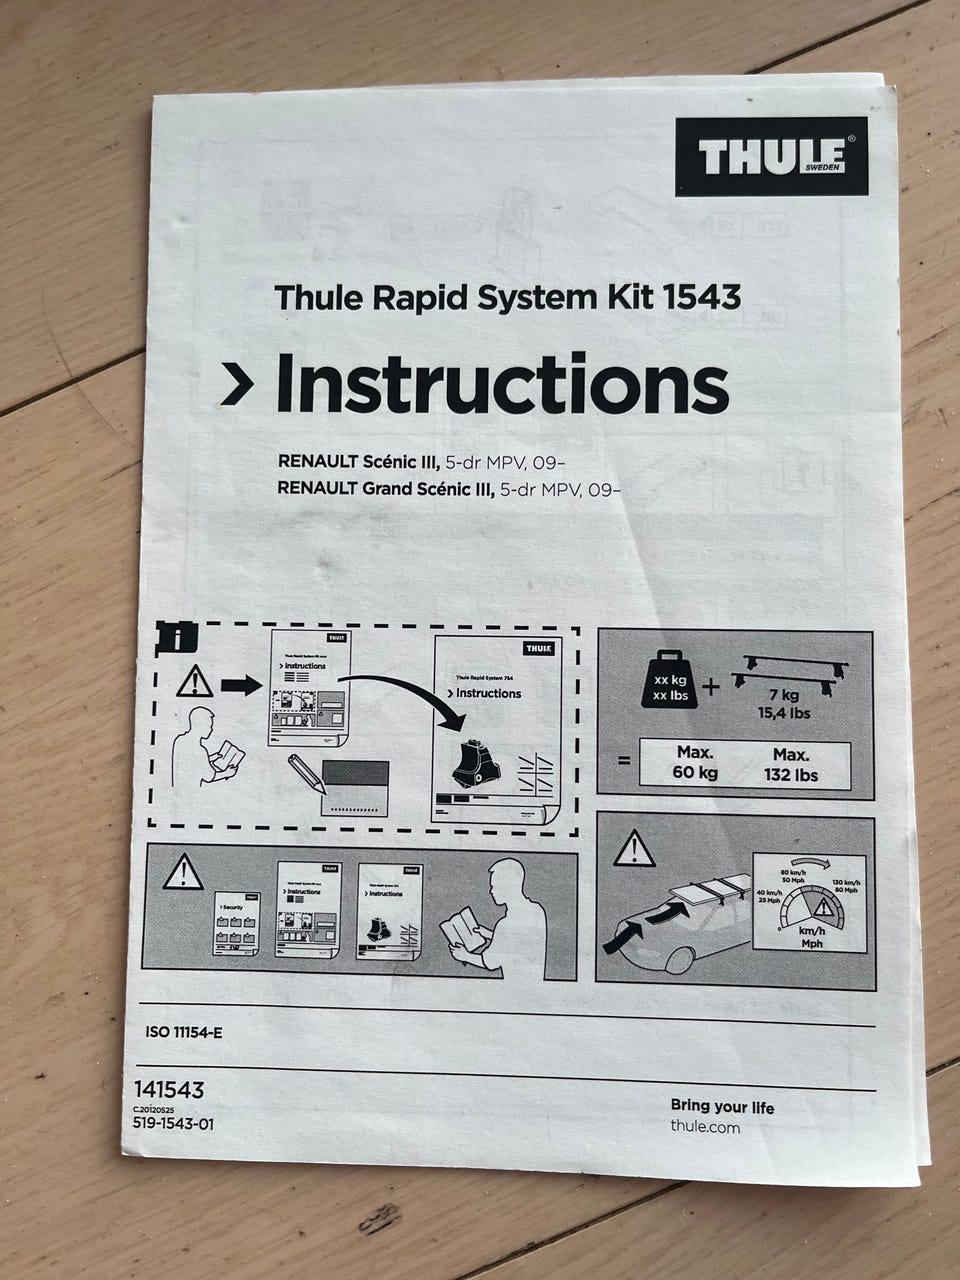 THULE®
SWEDEN
Thule Rapid System Kit 1543
› Instructions
RENAULT Scénic III, 5-dr MPV, 09–
RENAULT Grand Scénic III, 5-dr MPV, 09–
i
THULE
› Instructions
THULE
Thule Rapid System 754
› Instructions
xx kg
xx lbs
+
7 kg
15,4 lbs
=
Max. Max.
60 kg 132 lbs
› Security
THULE
› Instructions
THULE
› Instructions
80 km/h
50 Mph
40 km/h
25 Mph
130 km/h
80 Mph
0
km/h
Mph
ISO 11154-E
141543
C.20120525
519-1543-01
Bring your life
thule.com